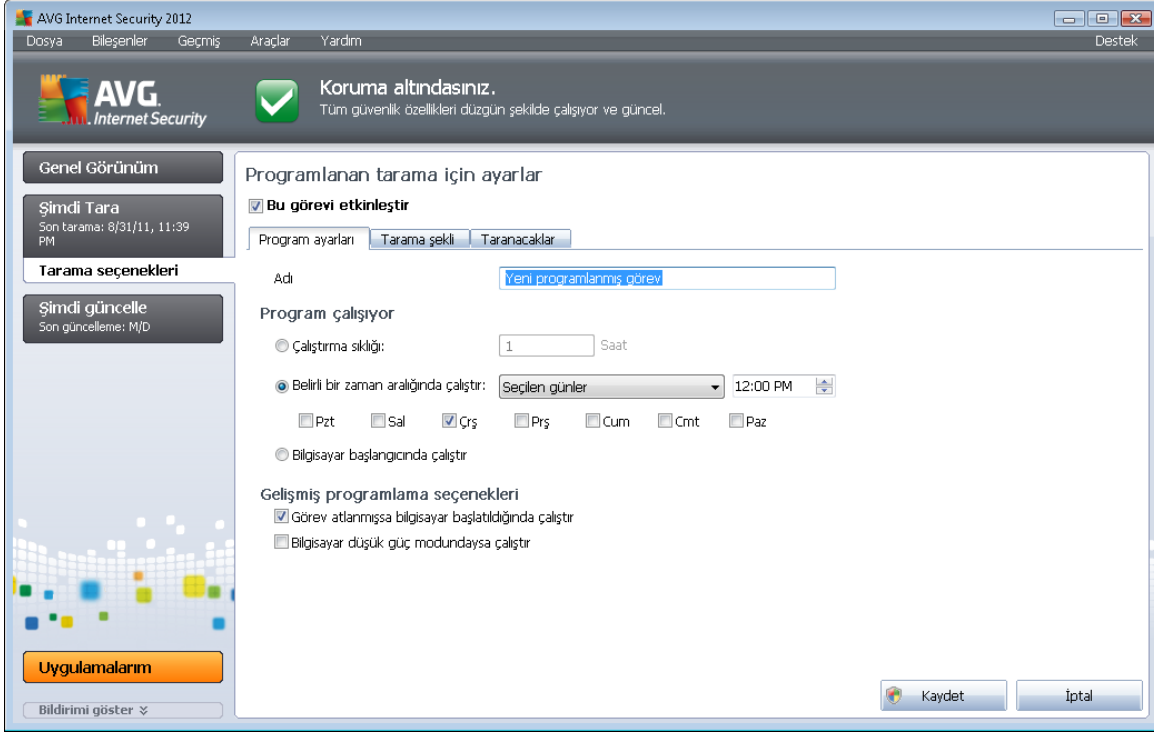 AVG Internet Security 2012
Dosya Bileşenler Geçmiş Araçlar Yardım Destek
AVG.
Internet Security
Koruma altındasınız.
Tüm güvenlik özellikleri düzgün şekilde çalışıyor ve güncel.
Genel Görünüm
Şimdi Tara
Son tarama: 8/31/11, 11:39
PM
Tarama seçenekleri
Şimdi güncelle
Son güncelleme: M/D
Uygulamalarım
Bildirimi göster
Programlanan tarama için ayarlar
Bu görevi etkinleştir
Program ayarları Tarama şekli Taranacaklar
Adı Yeni programlanmış görev
Program çalışıyor
Çalıştırma sıklığı: 1 Saat
Belirli bir zaman aralığında çalıştır: Seçilen günler 12:00 PM
Pzt Sal Çrş Prş Cum Cmt Paz
Bilgisayar başlangıcında çalıştır
Gelişmiş programlama seçenekleri
Görev atlanmışsa bilgisayar başlatıldığında çalıştır
Bilgisayar düşük güç modundaysa çalıştır
Kaydet İptal